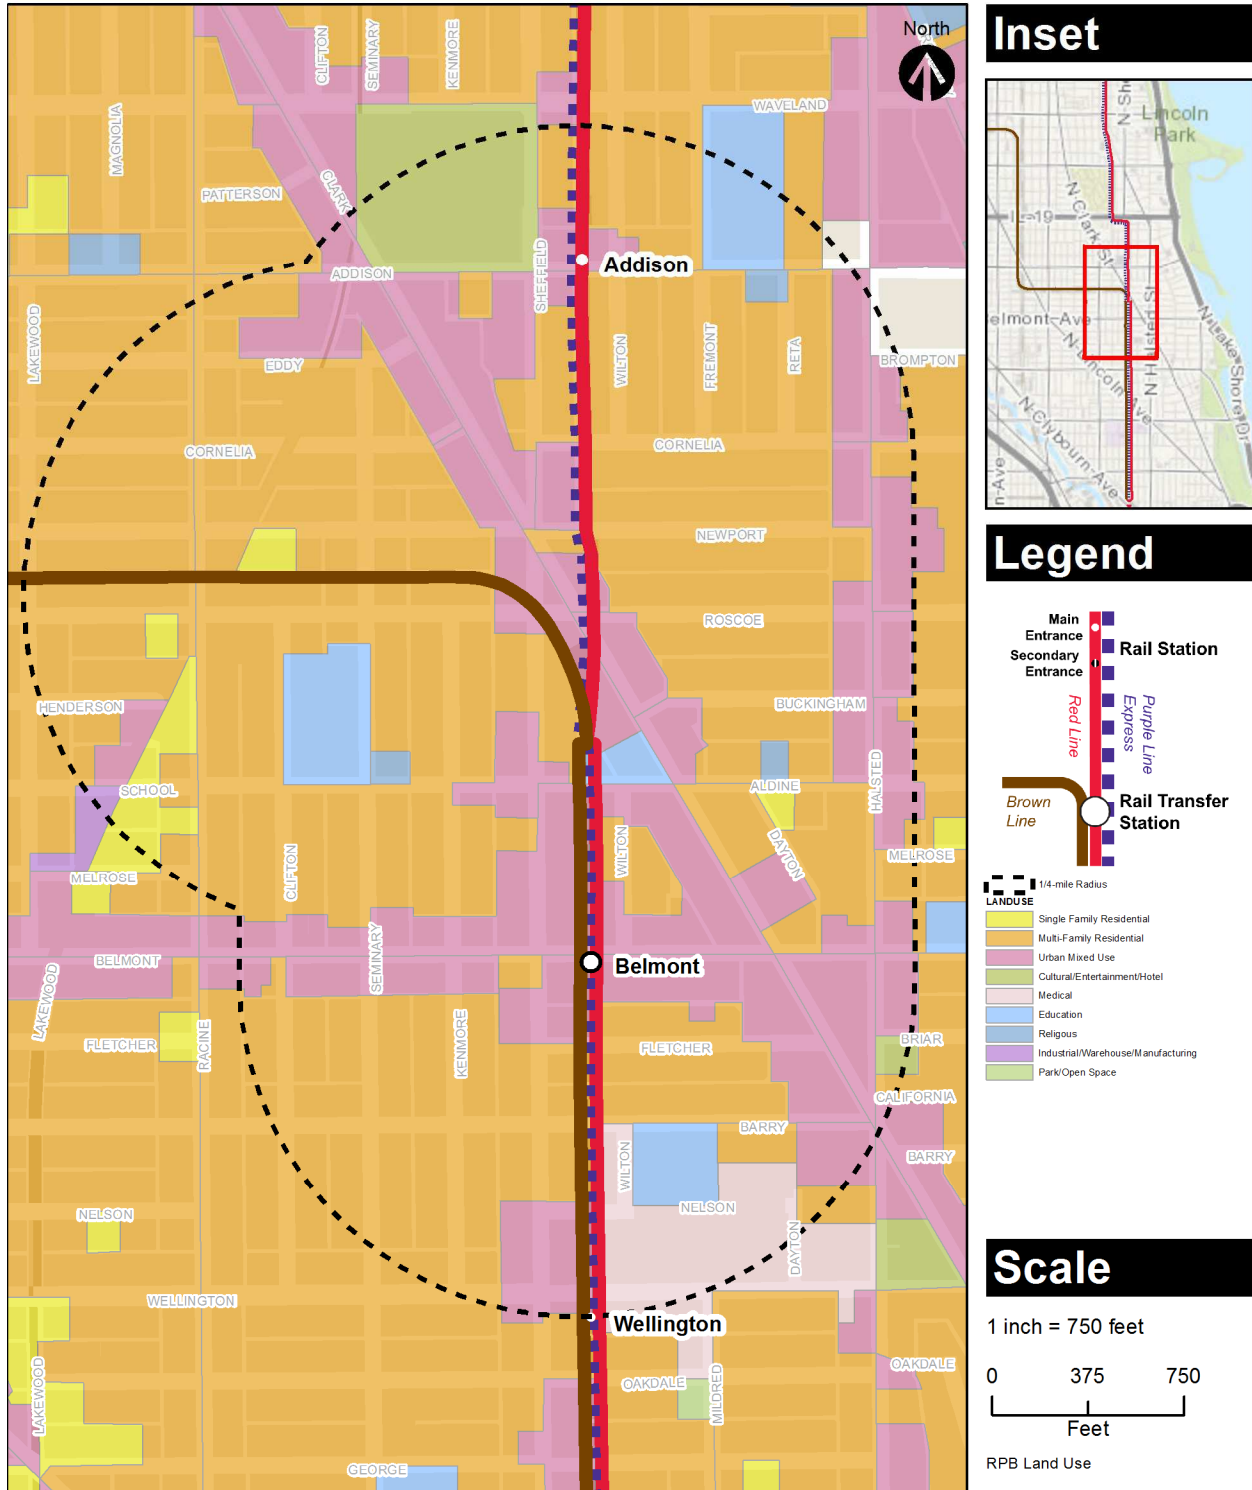 North
CLIFTON
SEMINARY
KENMORE
MAGNOLIA
WAVELAND
PATTERSON
CLARK
ADDISON
SHEFFIELD
Addison
LAKEWOOD
EDDY
WILTON
FREMONT
RETA
BROMPTON
CORNELIA
CORNELIA
NEWPORT
ROSCOE
HENDERSON
BUCKINGHAM
SCHOOL
ALDINE
HALSTED
MELROSE
CLIFTON
WILTON
DAYTON
MELROSE
BELMONT
SEMINARY
Belmont
LAKEWOOD
FLETCHER
RACINE
KENMORE
FLETCHER
BRIAR
CALIFORNIA
BARRY
BARRY
WILTON
NELSON
NELSON
DAYTON
WELLINGTON
Wellington
LAKEWOOD
OAKDALE
MILDRED
OAKDALE
GEORGE
Inset
N Sho
Lincoln
Park
IL-19
N Clark St
elmont-Ave
N Lincoln Ave
N Halsted St
N Lake Shore Dr
N Clybourn-Ave
n-Ave
Legend
Main
Entrance
Secondary
Entrance
Rail Station
Red Line
Purple Line
Express
Brown
Line
Rail Transfer
Station
1/4-mile Radius
LANDUSE
Single Family Residential
Multi-Family Residential
Urban Mixed Use
Cultural/Entertainment/Hotel
Medical
Education
Religous
Industrial/Warehouse/Manufacturing
Park/Open Space
Scale
1 inch = 750 feet
0 375 750
Feet
RPB Land Use